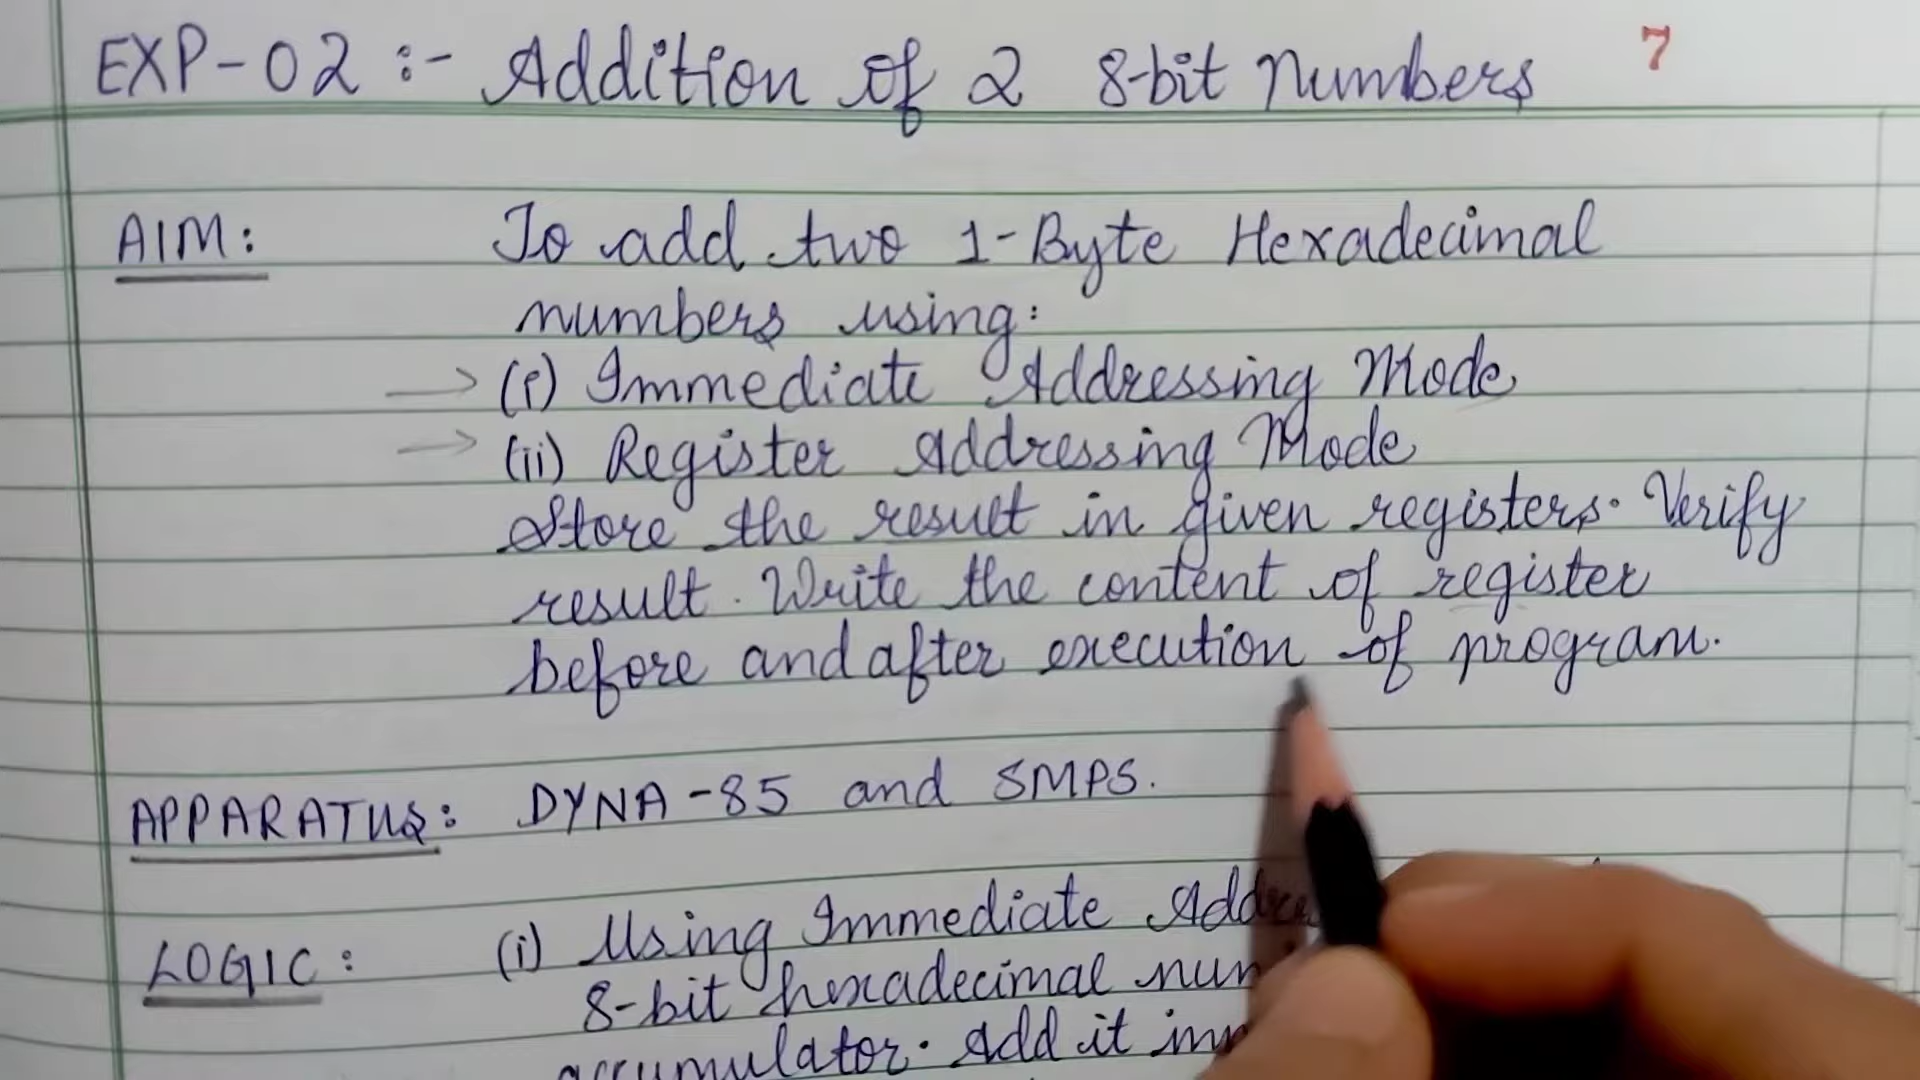 EXP-02 :- Addition of 2 8-bit Numbers 7
AIM: To add two 1-Byte Hexadecimal
numbers using:
→ (i) Immediate Addressing Mode
→ (ii) Register Addressing Mode
Store the result in given registers. Verify
result. Write the content of register
before and after execution of program.
APPARATUS: DYNA-85 and SMPS.
LOGIC: (i) Using Immediate
8-bit hexadecimal
accumulator. Add it